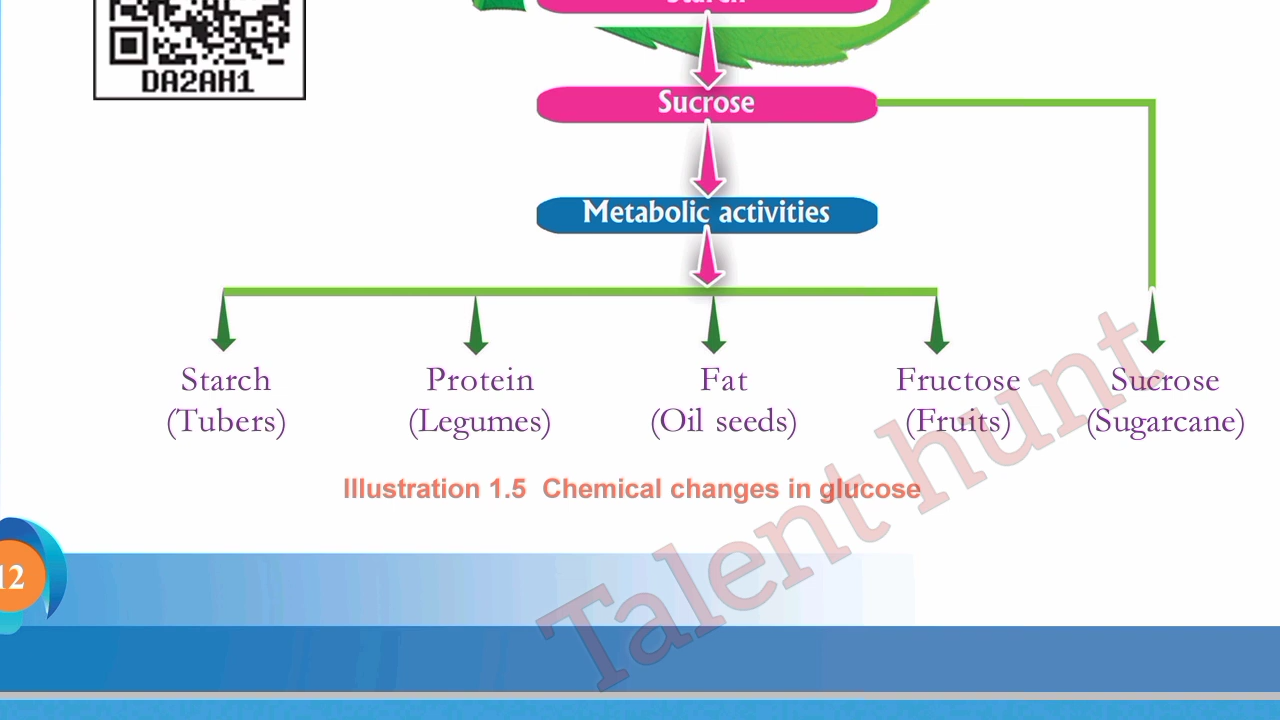 Starch
DA2AH1
Sucrose
Metabolic activities
Starch
(Tubers)
Protein
(Legumes)
Fat
(Oil seeds)
Fructose
(Fruits)
Sucrose
(Sugarcane)
Illustration 1.5 Chemical changes in glucose
12
Talent hunt